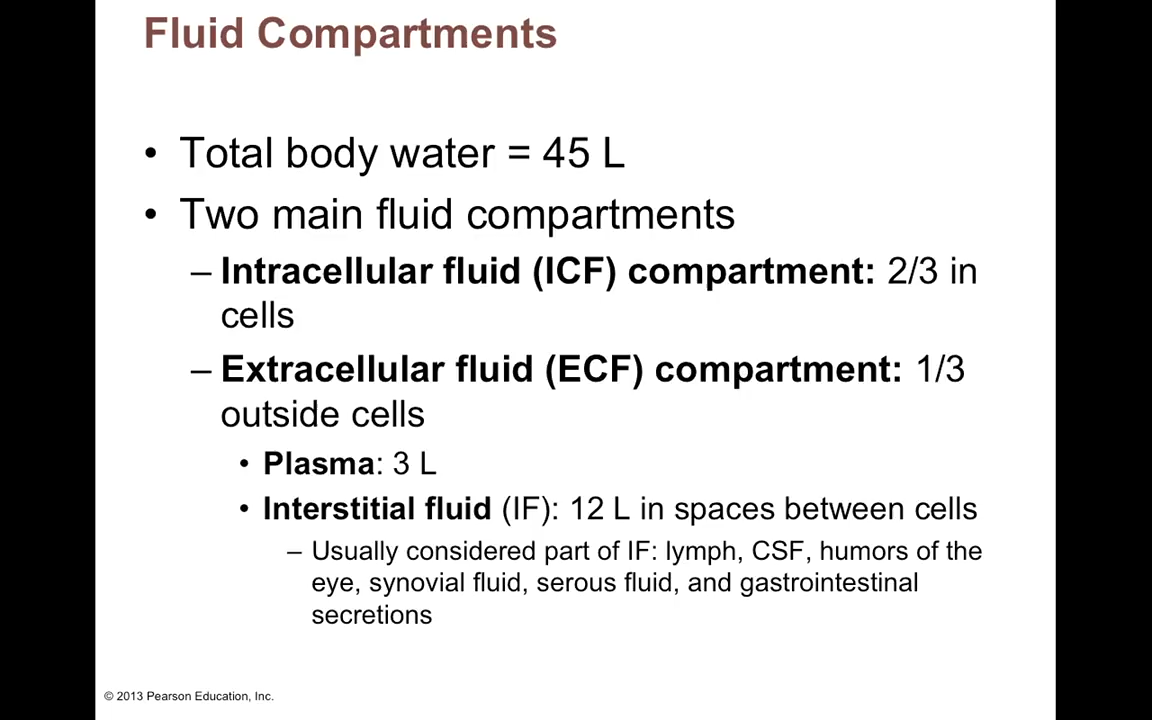 Fluid Compartments
• Total body water = 45 L
• Two main fluid compartments
– Intracellular fluid (ICF) compartment: 2/3 in
cells
– Extracellular fluid (ECF) compartment: 1/3
outside cells
• Plasma: 3 L
• Interstitial fluid (IF): 12 L in spaces between cells
– Usually considered part of IF: lymph, CSF, humors of the
eye, synovial fluid, serous fluid, and gastrointestinal
secretions
© 2013 Pearson Education, Inc.